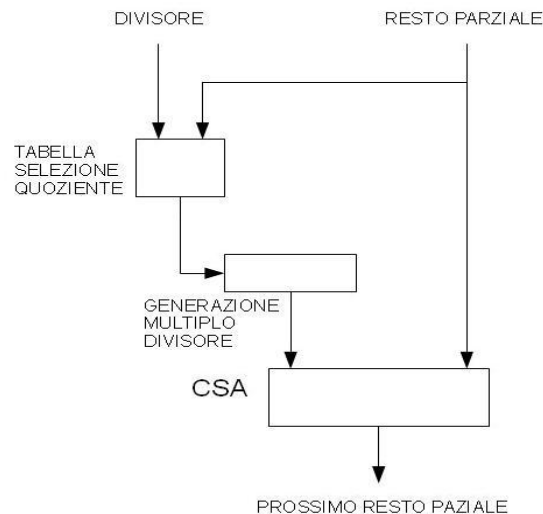 DIVISORE
RESTO PARZIALE
TABELLA
SELEZIONE
QUOZIENTE
GENERAZIONE
MULTIPLO
DIVISORE
CSA
PROSSIMO RESTO PAZIALE